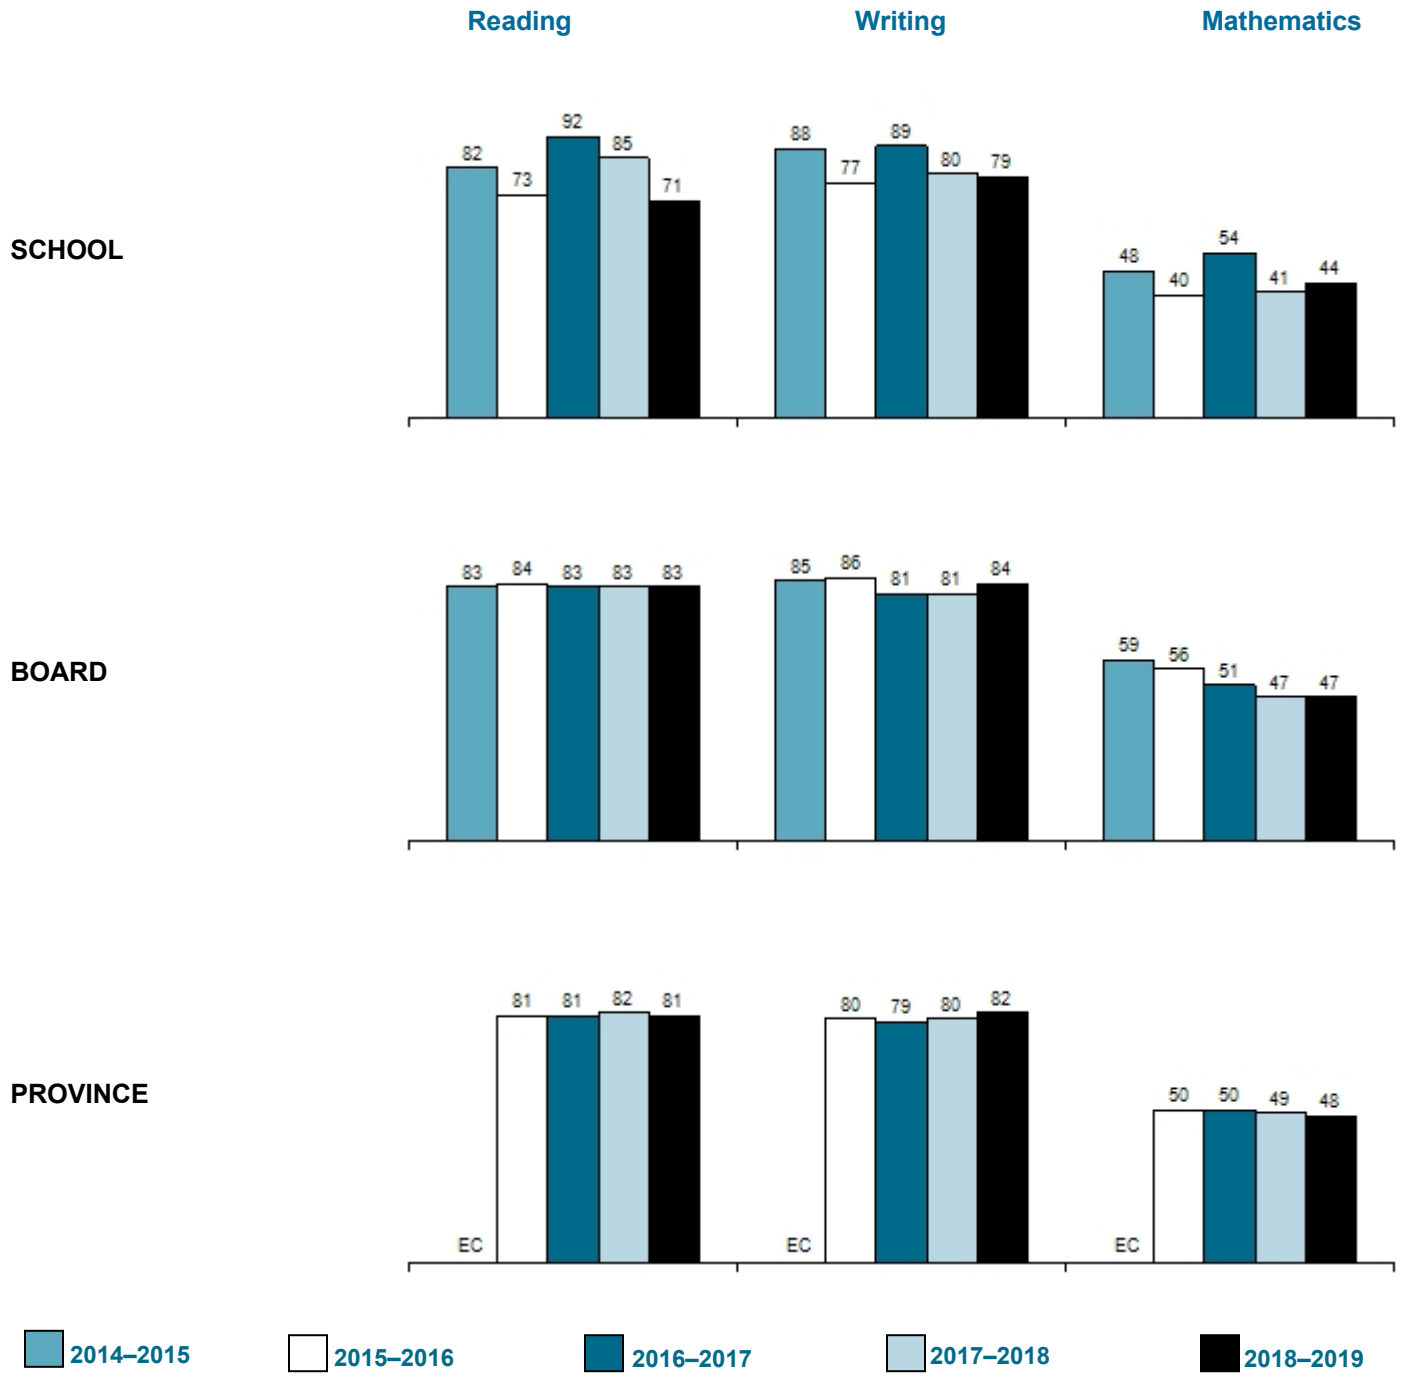 Reading Writing Mathematics
SCHOOL
82 73 92 85 71 88 77 89 80 79 48 40 54 41 44
BOARD
83 84 83 83 83 85 86 81 81 84 59 56 51 47 47
PROVINCE
EC 81 81 82 81 EC 80 79 80 82 EC 50 50 49 48
2014–2015 2015–2016 2016–2017 2017–2018 2018–2019